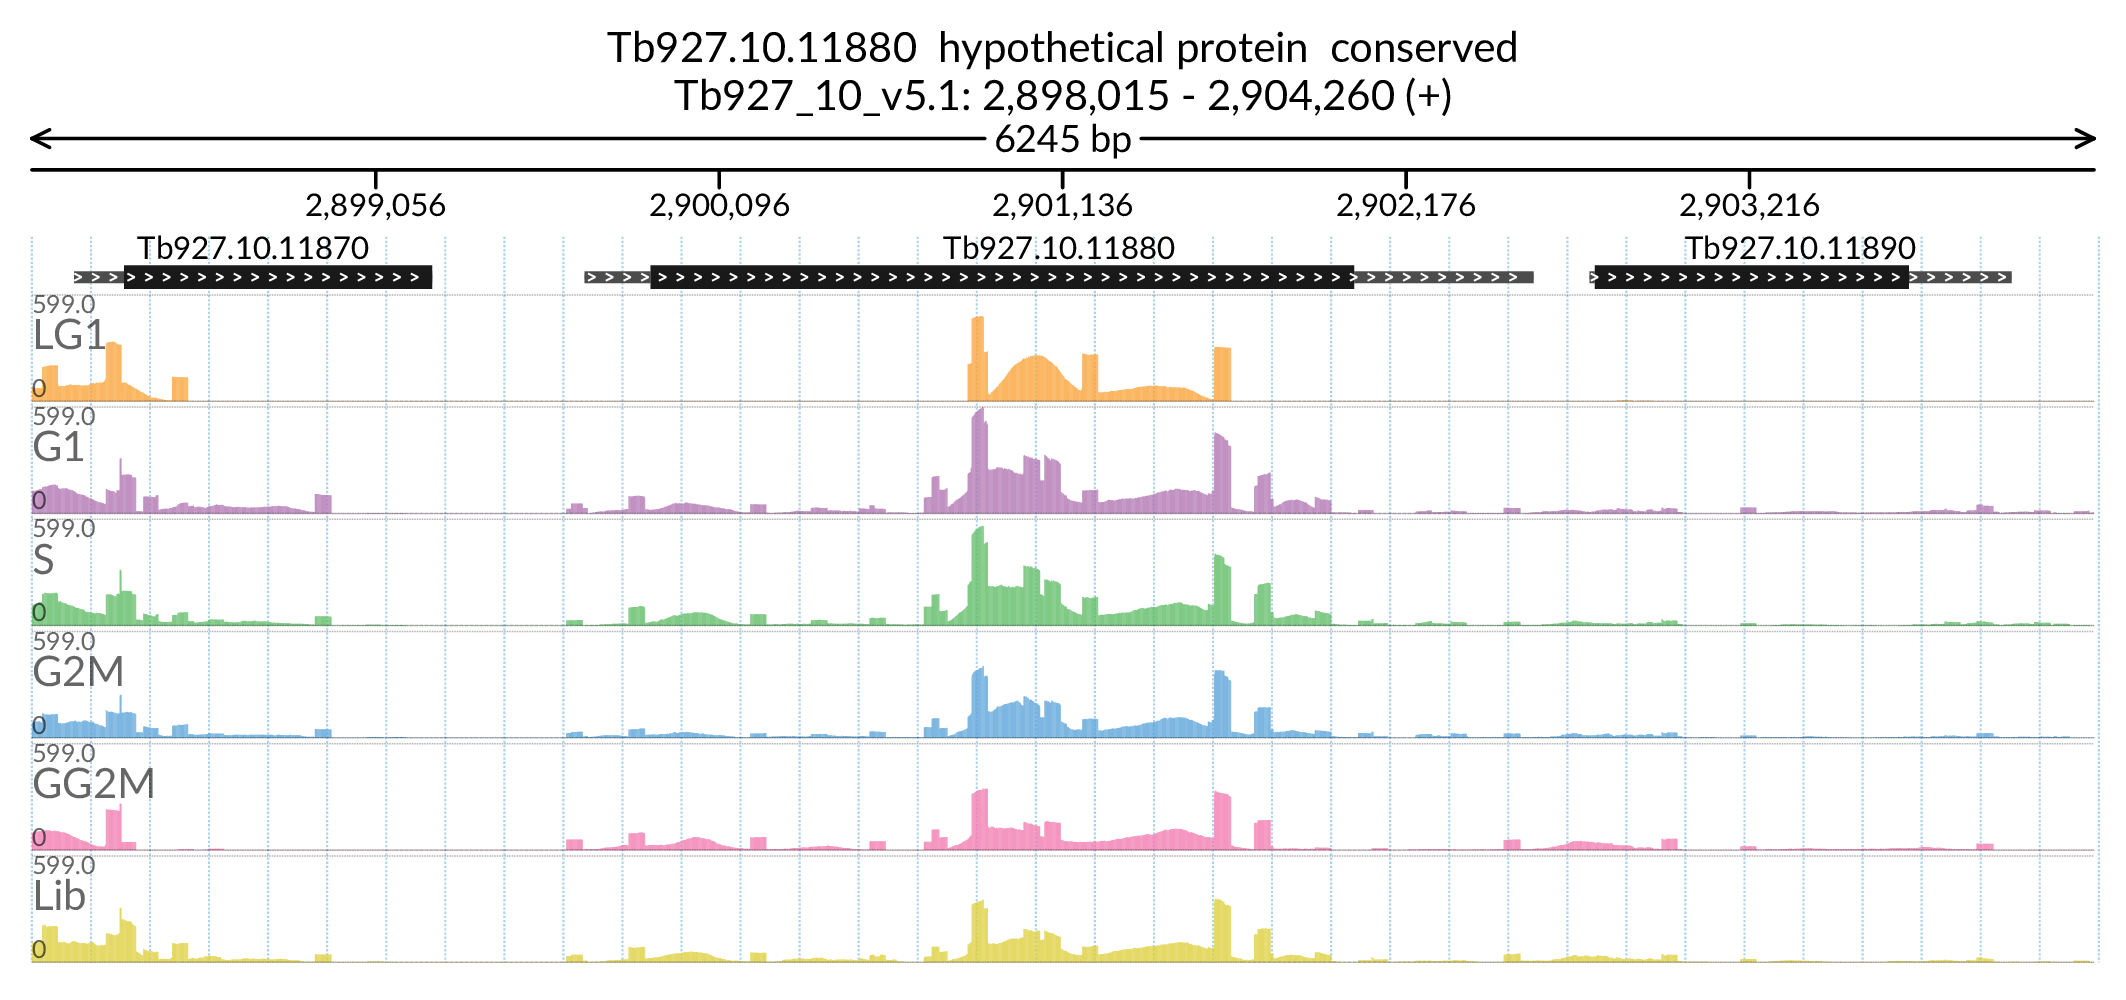 Tb927.10.11880 hypothetical protein conserved
Tb927_10_v5.1: 2,898,015 - 2,904,260 (+)
6245 bp
2,899,056 2,900,096 2,901,136 2,902,176 2,903,216
Tb927.10.11870 Tb927.10.11880 Tb927.10.11890
599.0
LG1
0
599.0
G1
0
599.0
S
0
599.0
G2M
0
599.0
GG2M
0
599.0
Lib
0